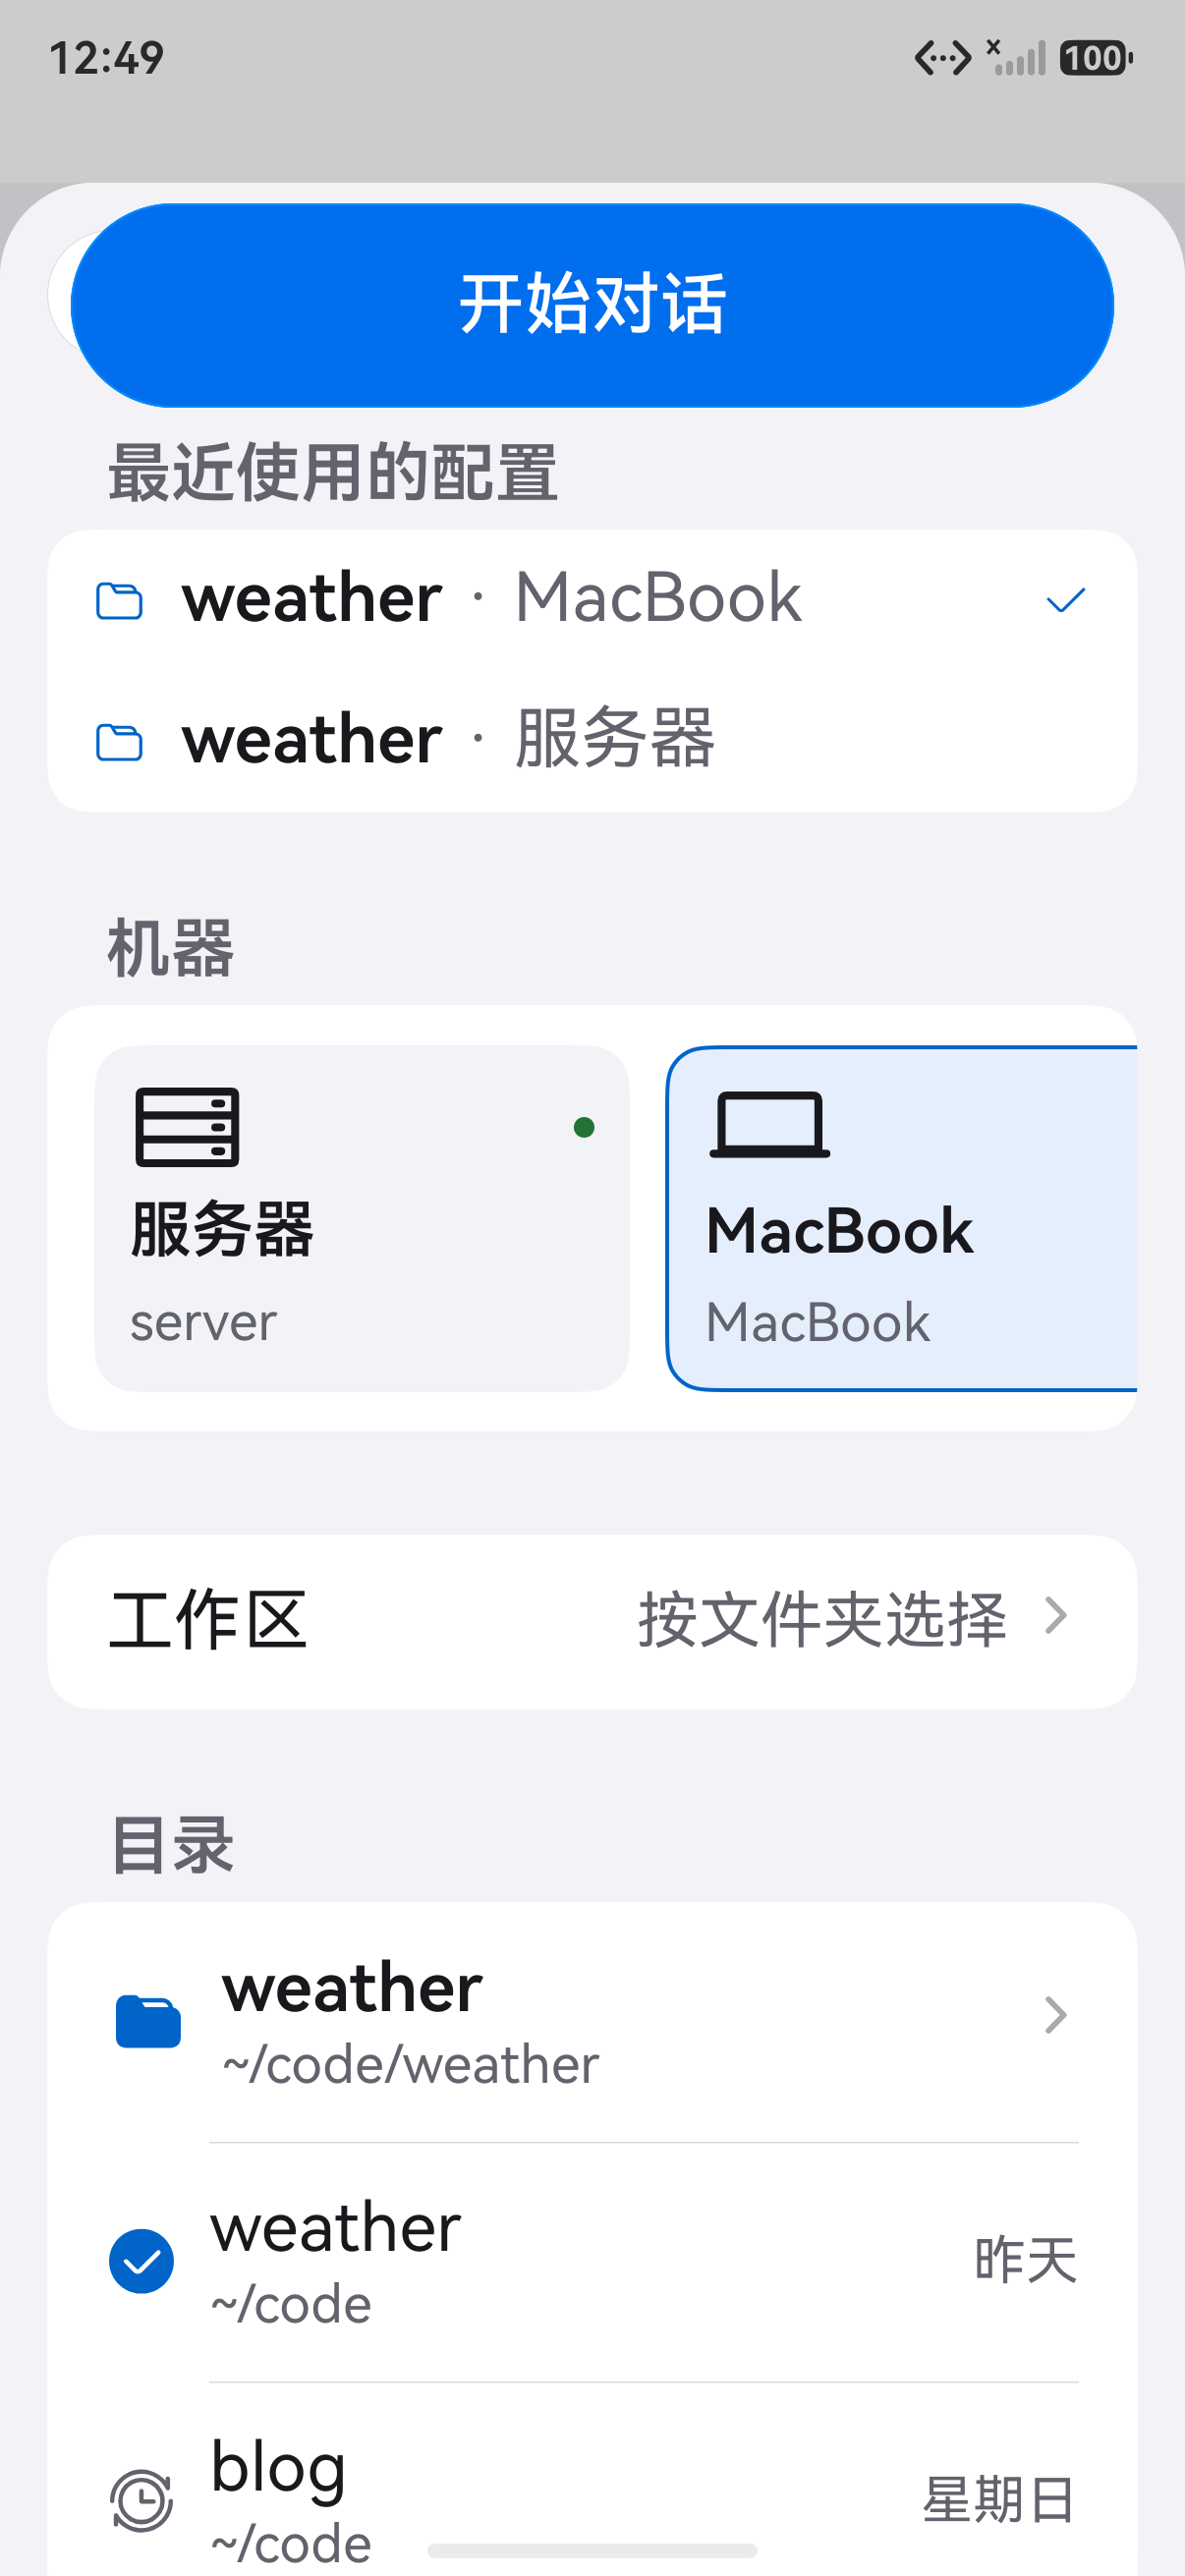 12:49
100
开始对话
最近使用的配置
weather · MacBook
weather · 服务器
机器
服务器
server
MacBook
MacBook
工作区 按文件夹选择
目录
weather
~/code/weather
weather
~/code
昨天
blog
~/code
星期日